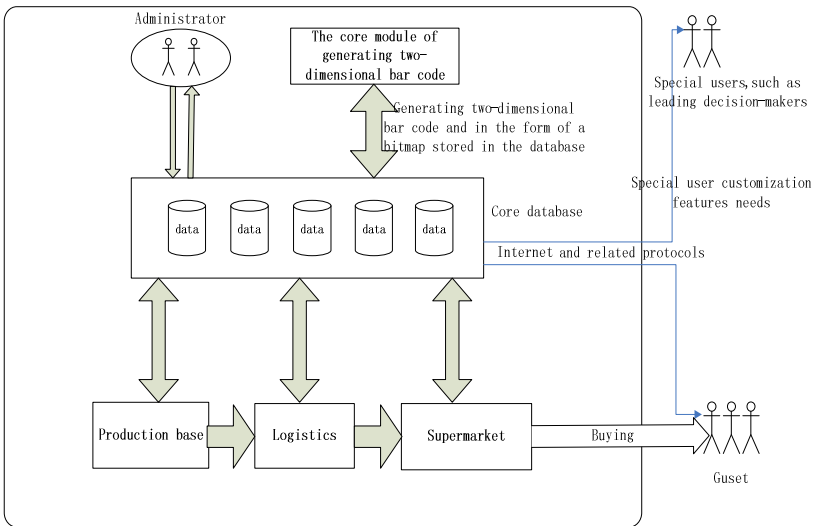 Administrator
The core module of
generating two-
dimensional bar code
Special users,such as
leading decision-makers
Generating two-dimensional
bar code and in the form of a
bitmap stored in the database
Special user customization
features needs
Core database
data
data
data
data
data
Internet and related protocols
Production base
Logistics
Supermarket
Buying
Guset